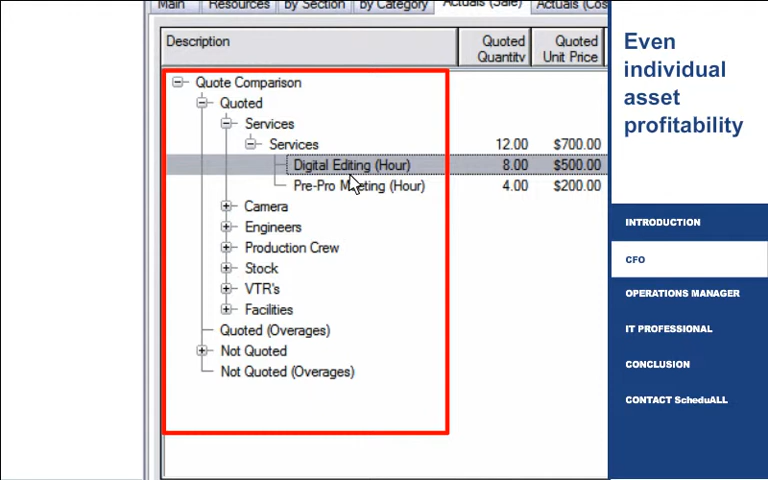 Main Resources by Section by Category Actuals (Sale) Actuals (Cos
Description Quoted Quantity Quoted Unit Price
Quote Comparison
Quoted
Services
Services 12.00 $700.00
Digital Editing (Hour) 8.00 $500.00
Pre-Pro Meeting (Hour) 4.00 $200.00
Camera
Engineers
Production Crew
Stock
VTR's
Facilities
Quoted (Overages)
Not Quoted
Not Quoted (Overages)
Even
individual
asset
profitability
INTRODUCTION
CFO
OPERATIONS MANAGER
IT PROFESSIONAL
CONCLUSION
CONTACT ScheduALL